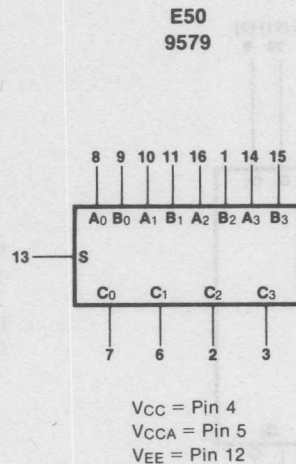 E50
9579
8 9 10 11 16 1 14 15
A0 B0 A1 B1 A2 B2 A3 B3
13 S
C0 C1 C2 C3
7 6 2 3
VCC = Pin 4
VCCA = Pin 5
VEE = Pin 12